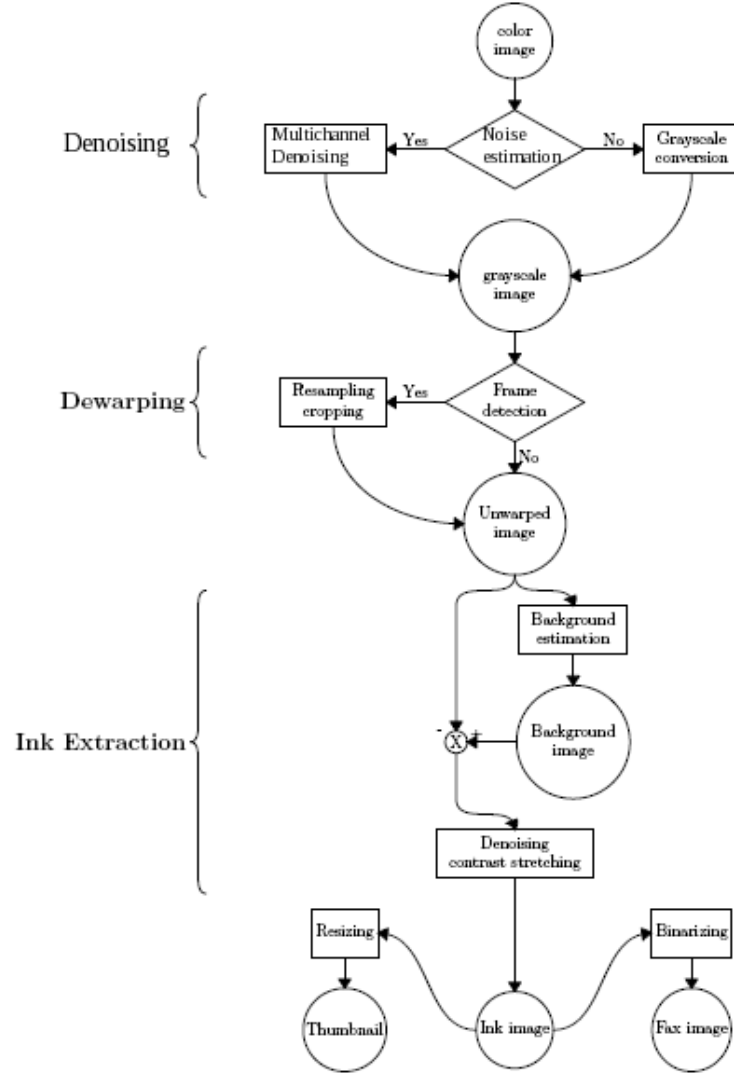 color
image
Denoising
Multichannel
Denoising
Yes
Noise
estimation
No
Grayscale
conversion
grayscale
image
Dewarping
Resampling
cropping
Yes
Frame
detection
No
Unwarped
image
Background
estimation
Ink Extraction
- X +
Background
image
Denoising
contrast stretching
Resizing
Binarizing
Thumbnail
Ink image
Fax image